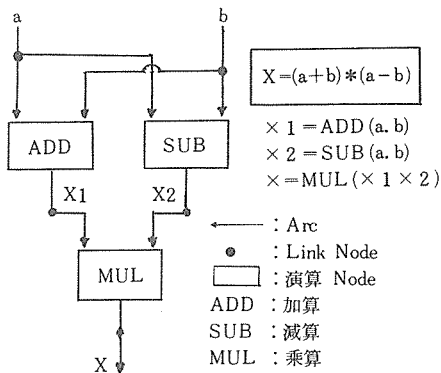 a
b
X=(a+b)*(a−b)
ADD
SUB
×1=ADD(a.b)
×2=SUB(a.b)
×=MUL(×1×2)
X1
X2
MUL
X
: Arc
: Link Node
: 演算 Node
ADD : 加算
SUB : 減算
MUL : 乗算